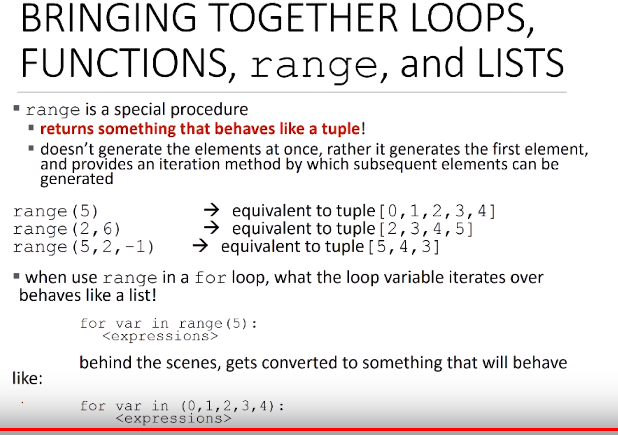 BRINGING TOGETHER LOOPS,
FUNCTIONS, range, and LISTS
▪ range is a special procedure
▪ returns something that behaves like a tuple!
▪ doesn't generate the elements at once, rather it generates the first element,
and provides an iteration method by which subsequent elements can be
generated
range(5) → equivalent to tuple [0,1,2,3,4]
range(2,6) → equivalent to tuple [2,3,4,5]
range(5,2,-1) → equivalent to tuple [5,4,3]
▪ when use range in a for loop, what the loop variable iterates over
behaves like a list!
for var in range(5):
<expressions>
behind the scenes, gets converted to something that will behave
like:
for var in (0,1,2,3,4):
<expressions>